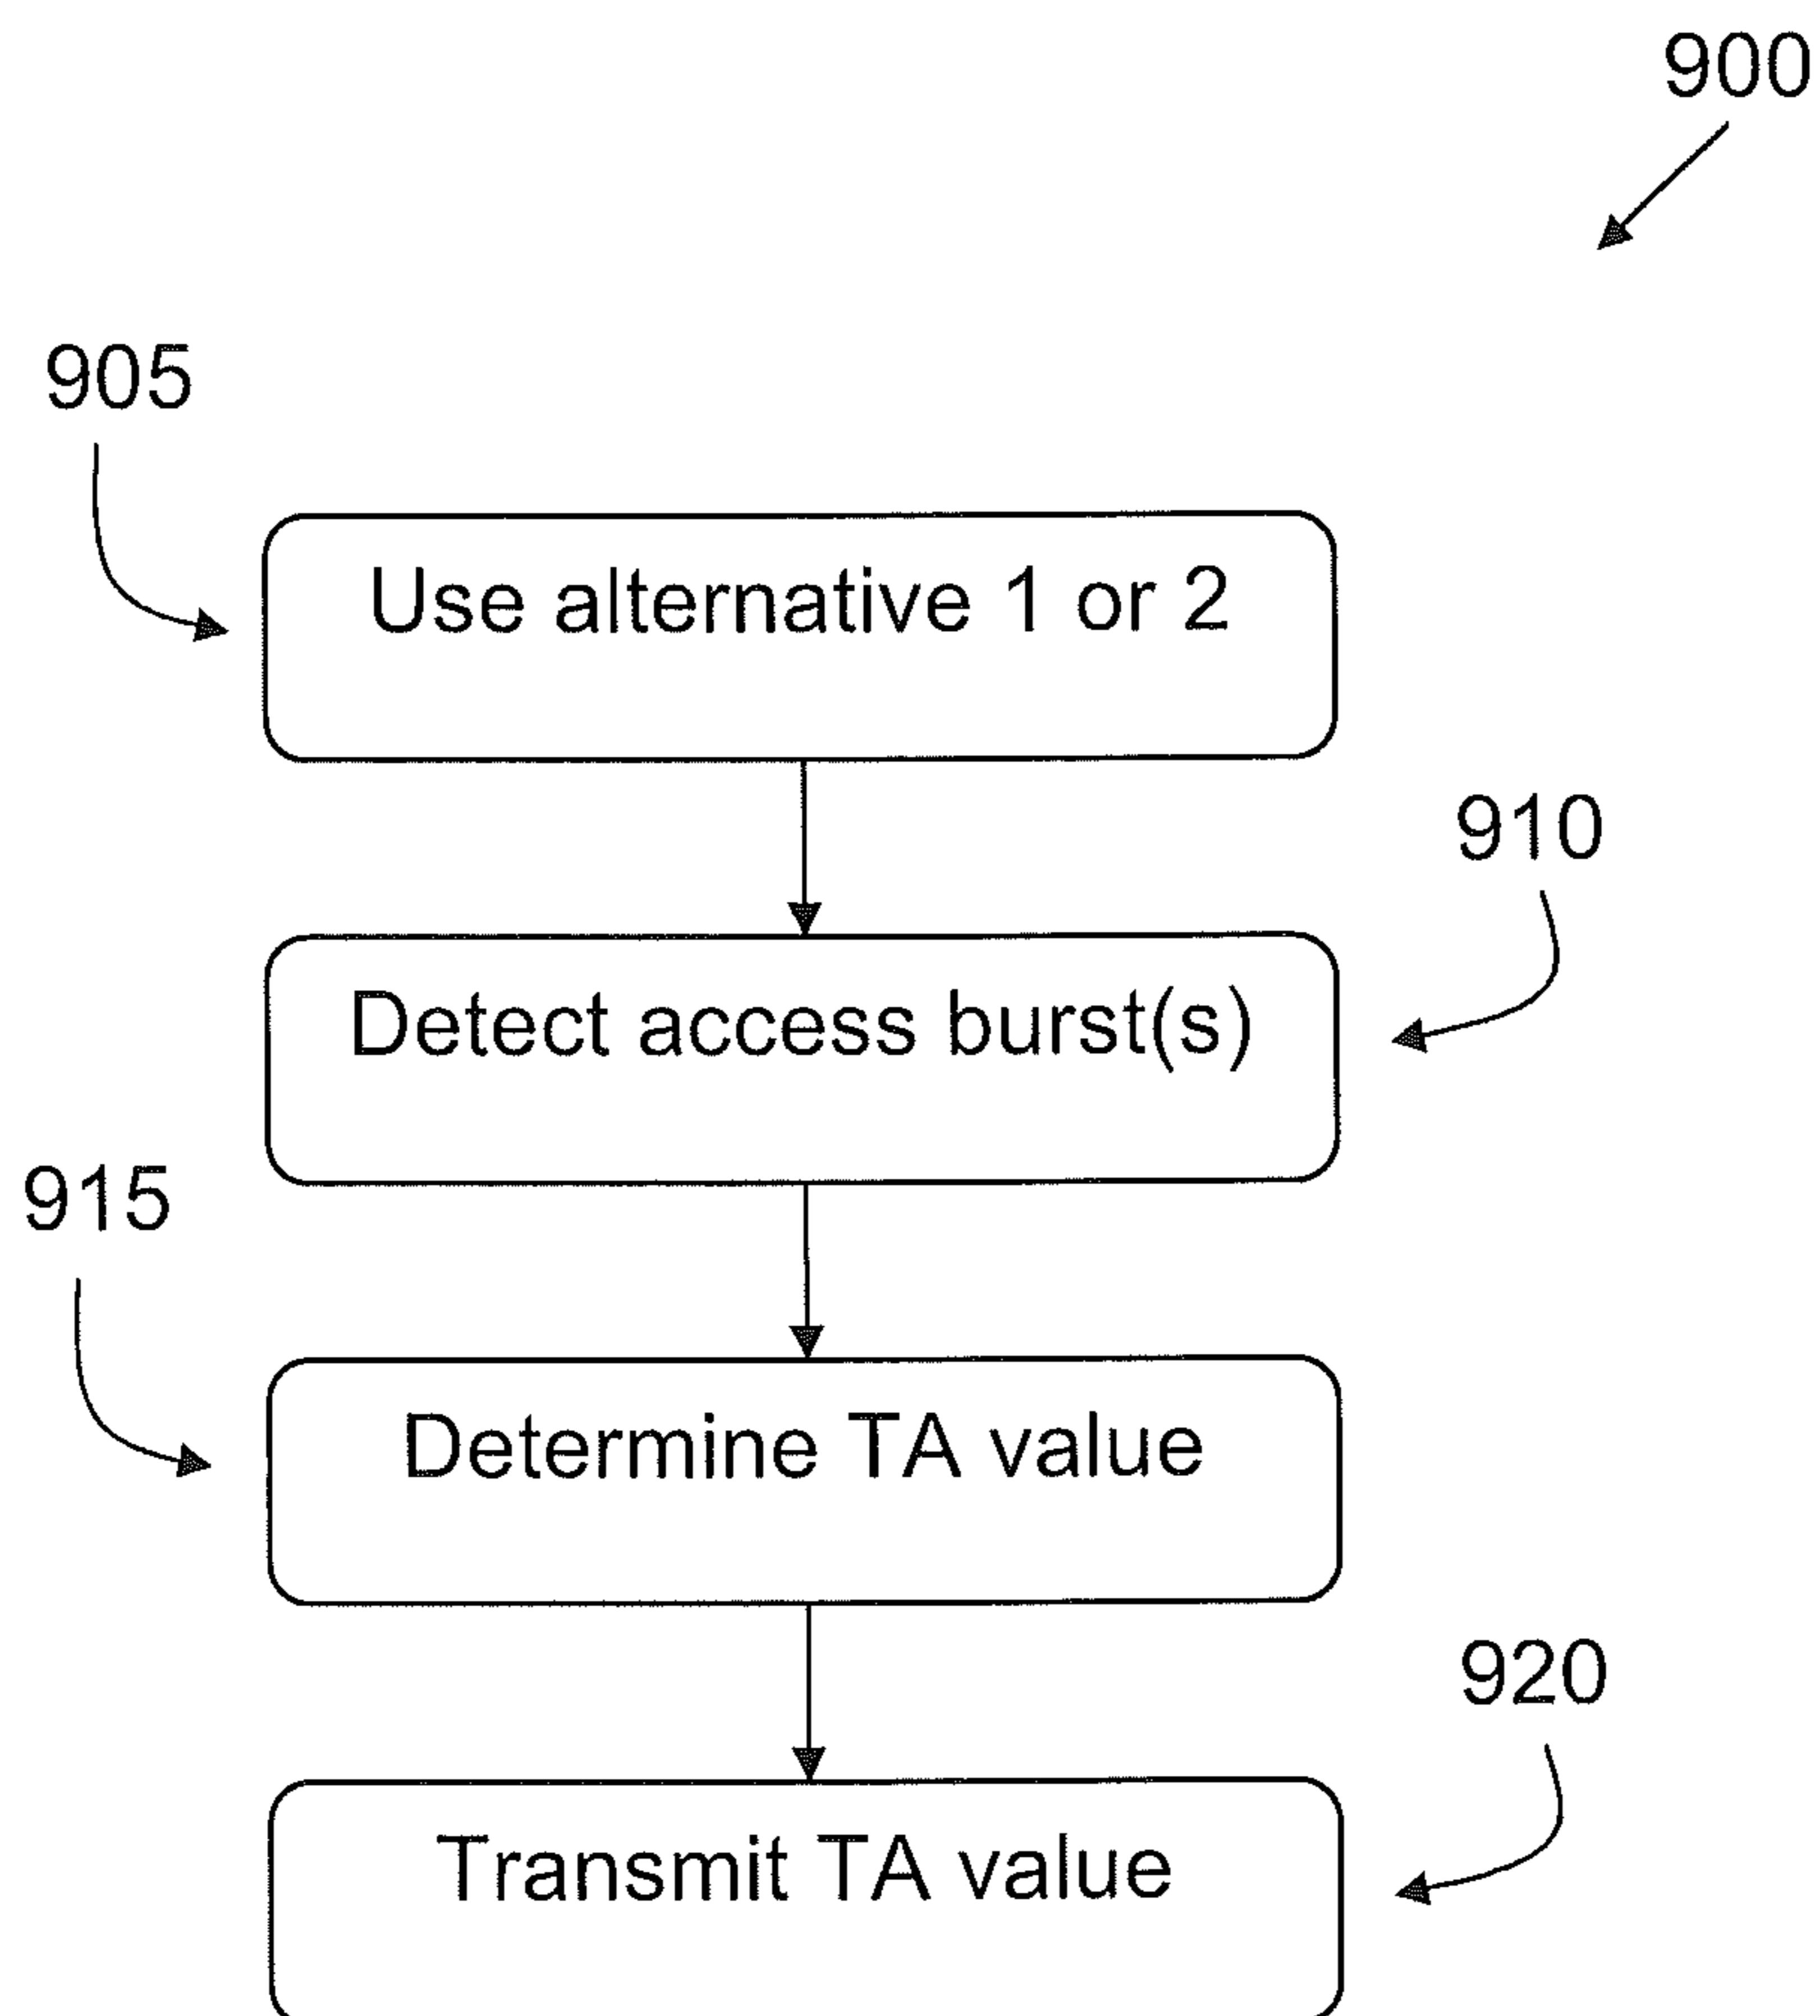 900
905
Use alternative 1 or 2
910
Detect access burst(s)
915
Determine TA value
920
Transmit TA value